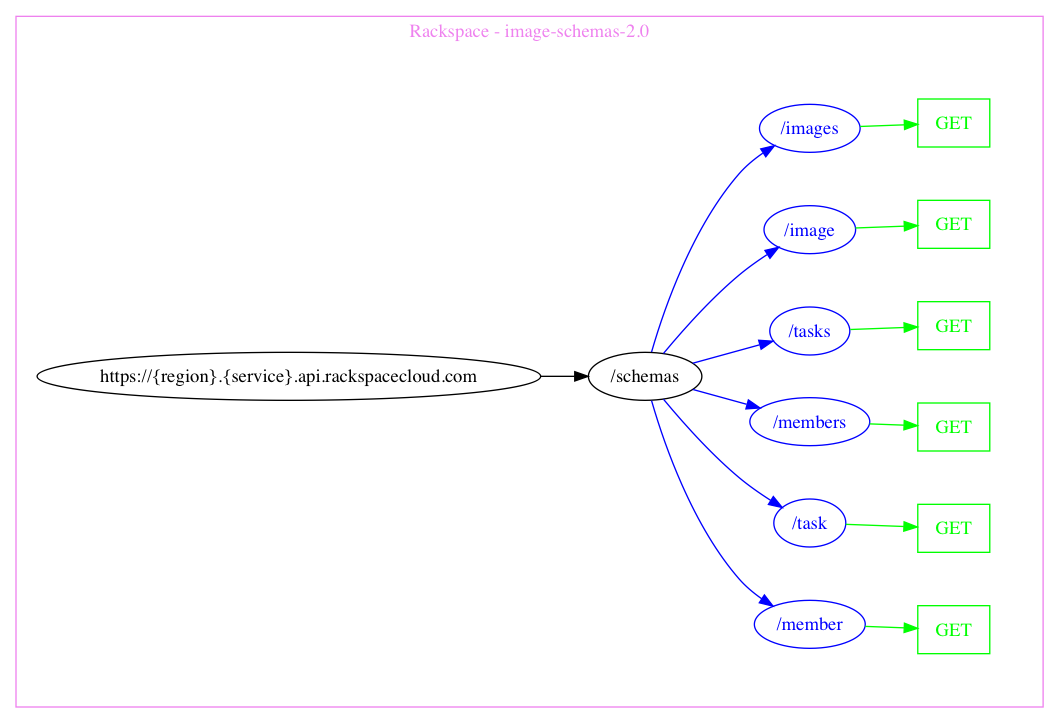 Rackspace - image-schemas-2.0
/images
GET
/image
GET
/tasks
GET
https://{region}.{service}.api.rackspacecloud.com
/schemas
/members
GET
/task
GET
/member
GET